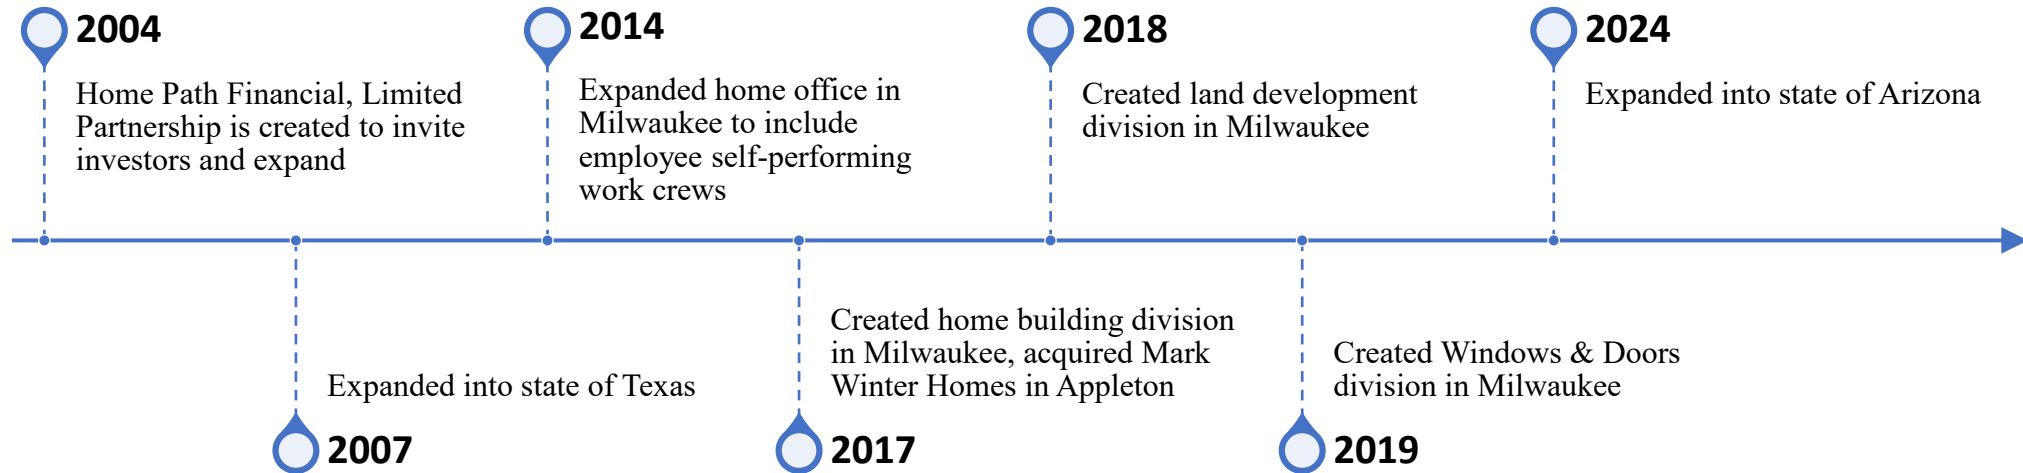 2004
Home Path Financial, Limited
Partnership is created to invite
investors and expand
2007
Expanded into state of Texas
2014
Expanded home office in
Milwaukee to include
employee self-performing
work crews
2017
Created home building division
in Milwaukee, acquired Mark
Winter Homes in Appleton
2018
Created land development
division in Milwaukee
2019
Created Windows & Doors
division in Milwaukee
2024
Expanded into state of Arizona